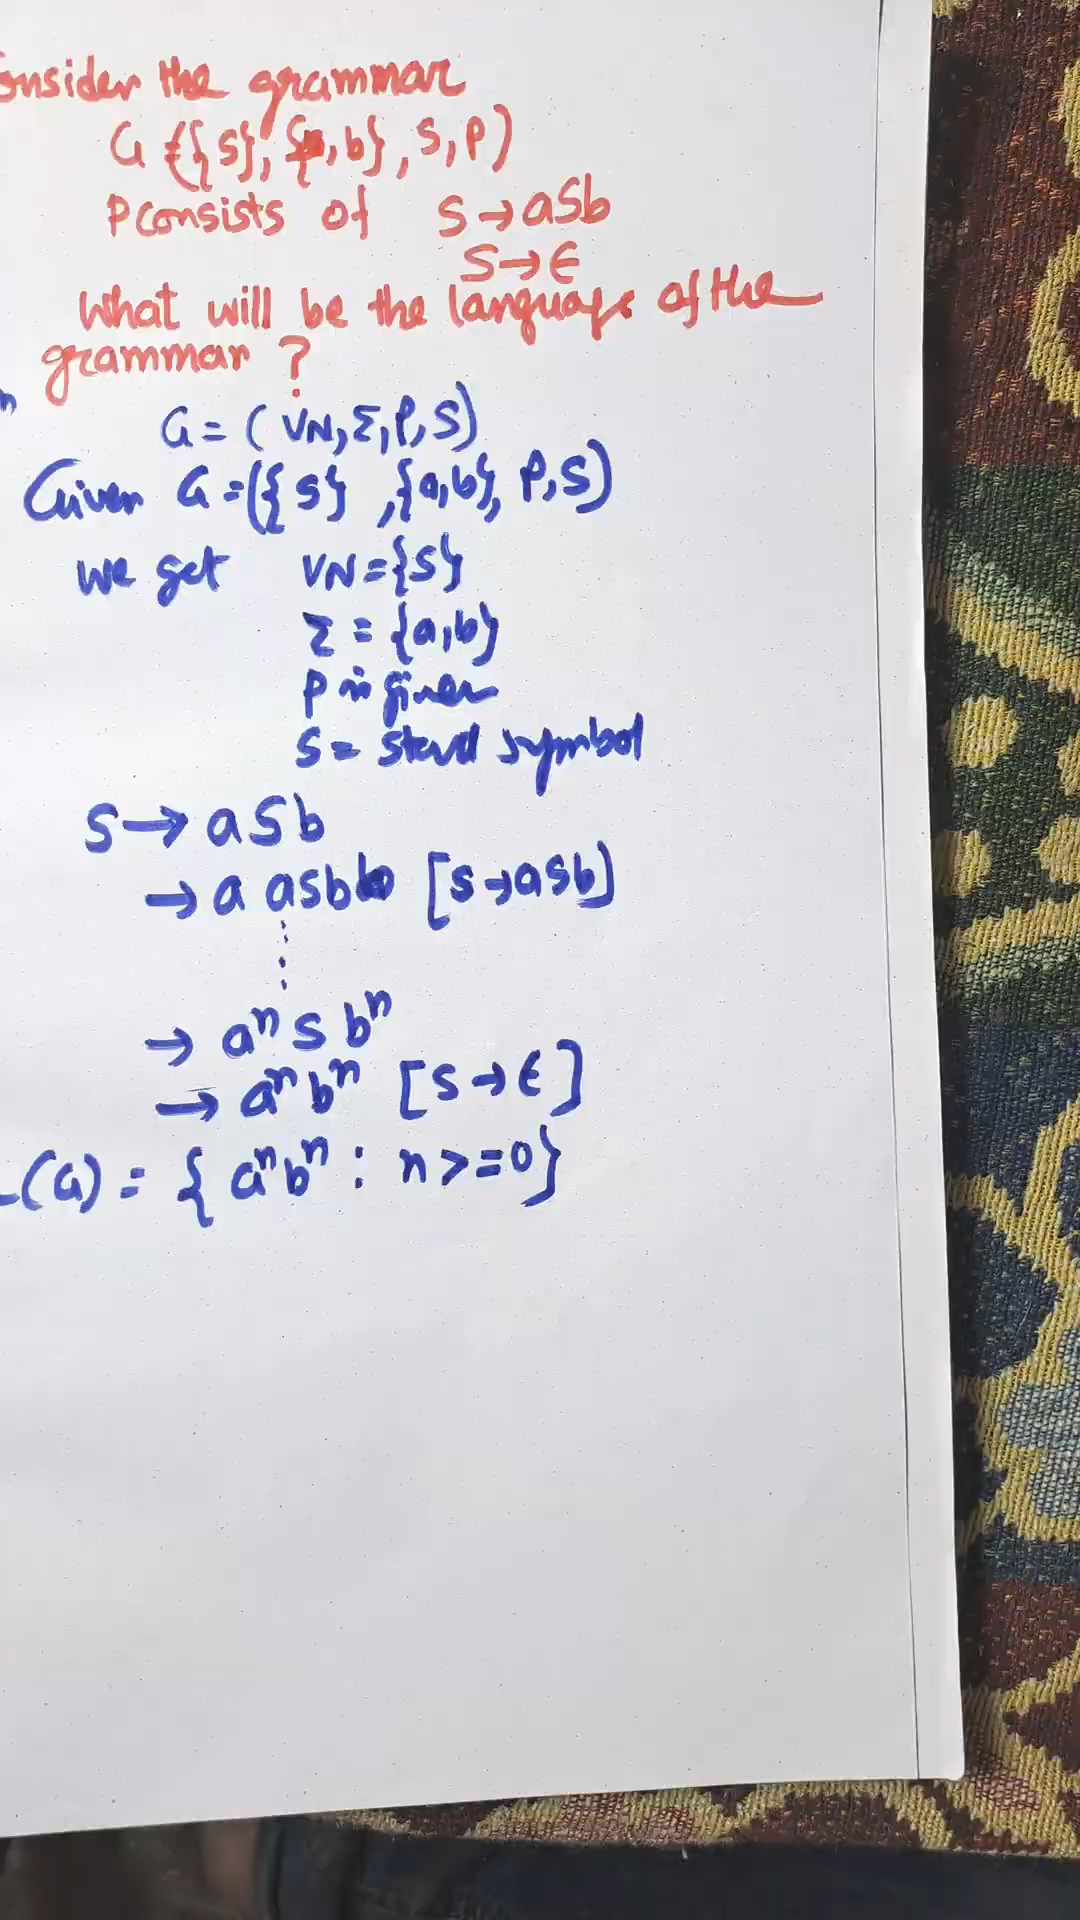 onsider the grammar
G = ({S}, {a, b}, S, P)
P consists of S → aSb
S → ϵ
What will be the language of the
grammar ?
n
G = ( VN, Σ, P, S)
Given G = ({S} , {a, b}, P, S)
we get VN = {S}
Σ = {a, b}
P is given
S = start symbol
S → aSb
→ a aSbb [S → aSb]
⋮
→ aⁿ S bⁿ
→ aⁿ bⁿ [S → ϵ]
L(G) = { aⁿbⁿ : n >= 0}